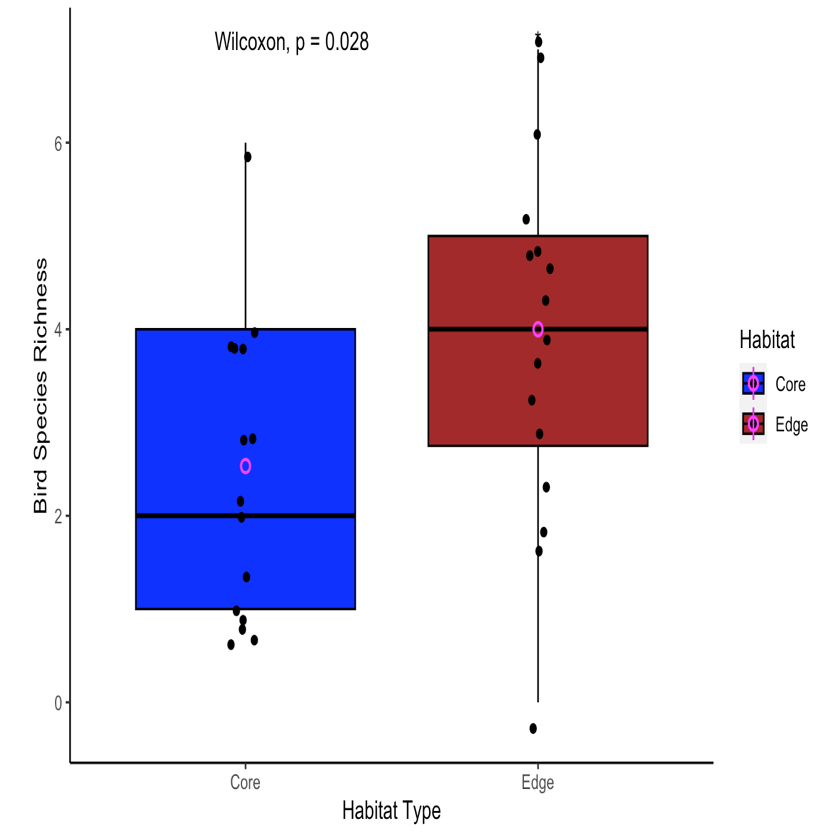 Wilcoxon, p = 0.028
*
6
4
2
0
Bird Species Richness
Core
Edge
Habitat Type
Habitat
Core
Edge